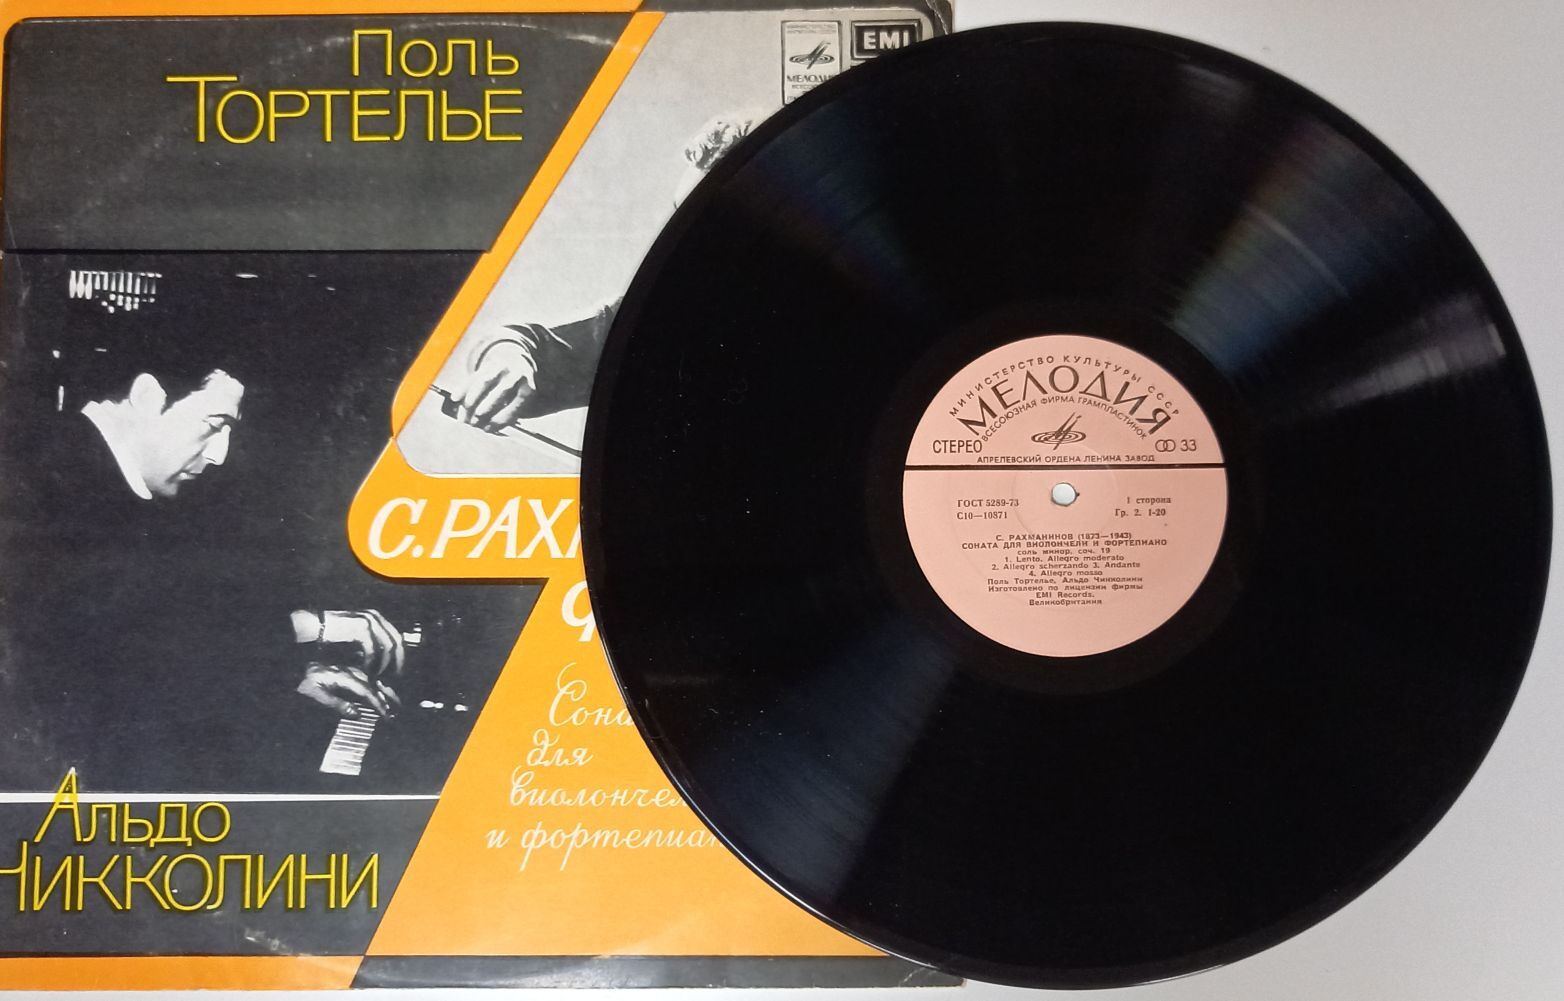 Поль
ТОРТЕЛЬЕ
МЕЛОДИЯ
EMI
С.РАХМ
Сона
для
виолончел
и фортепиан
Альдо
ЧИККОЛИНИ
МИНИСТЕРСТВО КУЛЬТУРЫ СССР
МЕЛОДИЯ
ВСЕСОЮЗНАЯ ФИРМА ГРАМПЛАСТИНОК
СТЕРЕО
33
АПРЕЛЕВСКИЙ ОРДЕНА ЛЕНИНА ЗАВОД
ГОСТ 5289-73
1 сторона
С10—10871
Гр. 2. 1-20
С. РАХМАНИНОВ (1873—1943)
СОНАТА ДЛЯ ВИОЛОНЧЕЛИ И ФОРТЕПИАНО
соль минор, соч. 19
1. Lento. Allegro moderato
2. Allegro scherzando 3. Andante
4. Allegro mosso
Поль Тортелье, Альдо Чикколини
Изготовлено по лицензии фирмы
EMI Records.
Великобритания